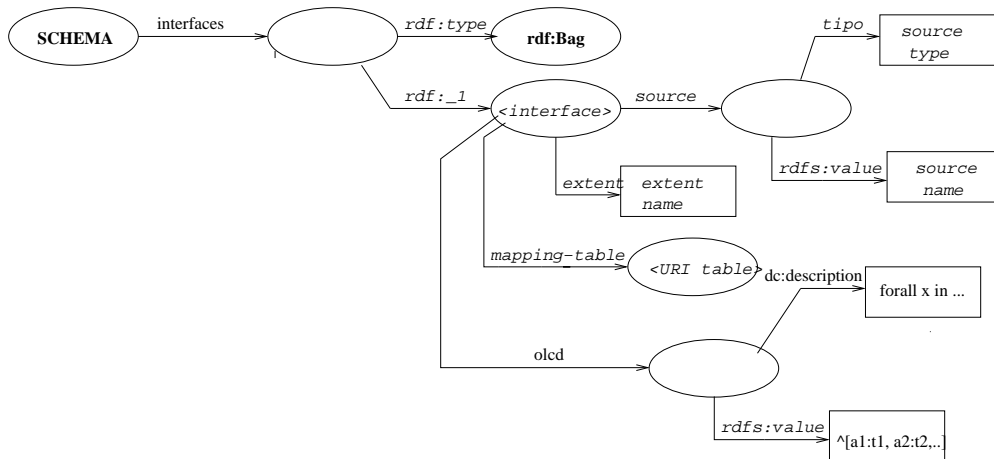 SCHEMA
interfaces
rdf:type
rdf:Bag
tipo
source
type
rdf:_1
<interface>
source
rdfs:value
source
name
extent
extent
name
mapping-table
<URI table>
dc:description
forall x in ...
olcd
rdfs:value
^[a1:t1, a2:t2,..]